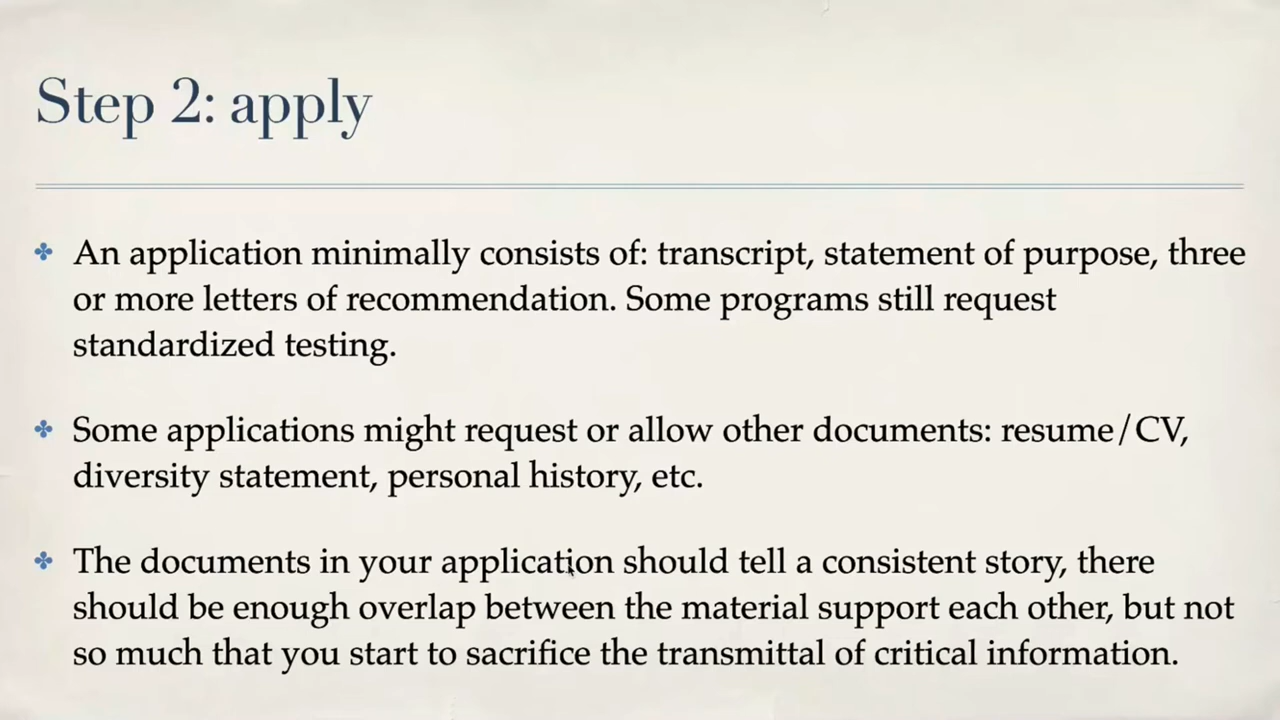 Step 2: apply
An application minimally consists of: transcript, statement of purpose, three
or more letters of recommendation. Some programs still request
standardized testing.
Some applications might request or allow other documents: resume/CV,
diversity statement, personal history, etc.
The documents in your application should tell a consistent story, there
should be enough overlap between the material support each other, but not
so much that you start to sacrifice the transmittal of critical information.